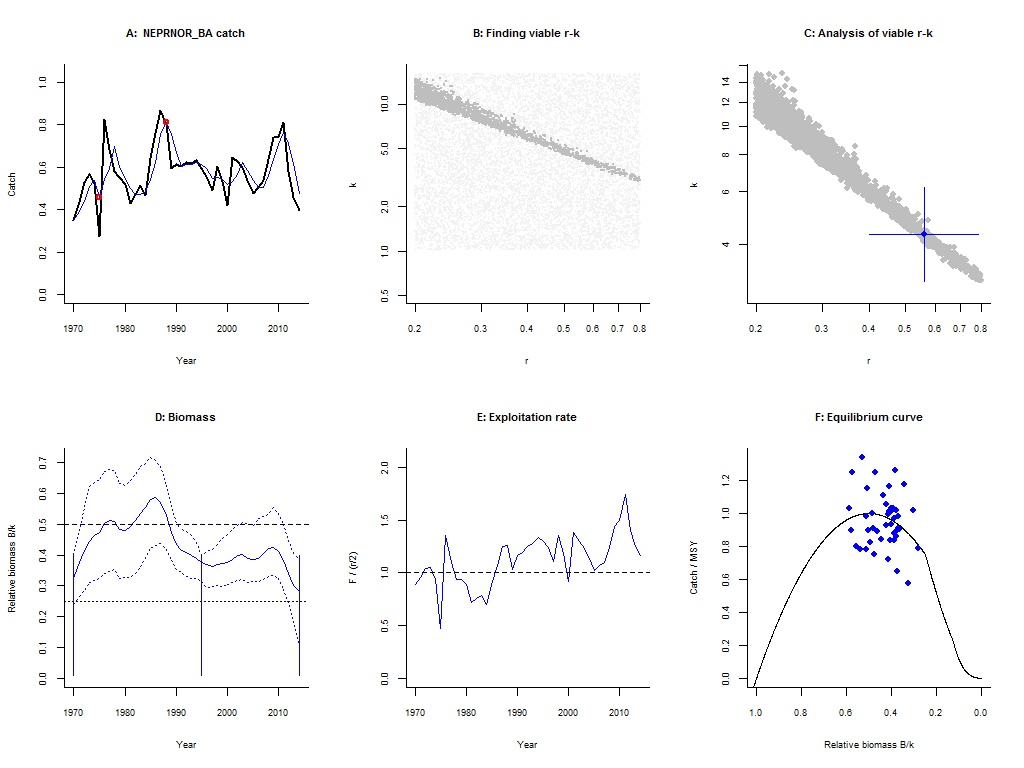 A: NEPRNOR_BA catch
Catch
0.0 0.2 0.4 0.6 0.8 1.0
1970 1980 1990 2000 2010
Year
B: Finding viable r-k
k
0.5 1.0 2.0 5.0 10.0
0.2 0.3 0.4 0.5 0.6 0.7 0.8
r
C: Analysis of viable r-k
k
4 6 8 10 12 14
0.2 0.3 0.4 0.5 0.6 0.7 0.8
r
D: Biomass
Relative biomass B/k
0.0 0.1 0.2 0.3 0.4 0.5 0.6 0.7
1970 1980 1990 2000 2010
Year
E: Exploitation rate
F / (r/2)
0.0 0.5 1.0 1.5 2.0
1970 1980 1990 2000 2010
Year
F: Equilibrium curve
Catch / MSY
0.0 0.2 0.4 0.6 0.8 1.0 1.2
1.0 0.8 0.6 0.4 0.2 0.0
Relative biomass B/k